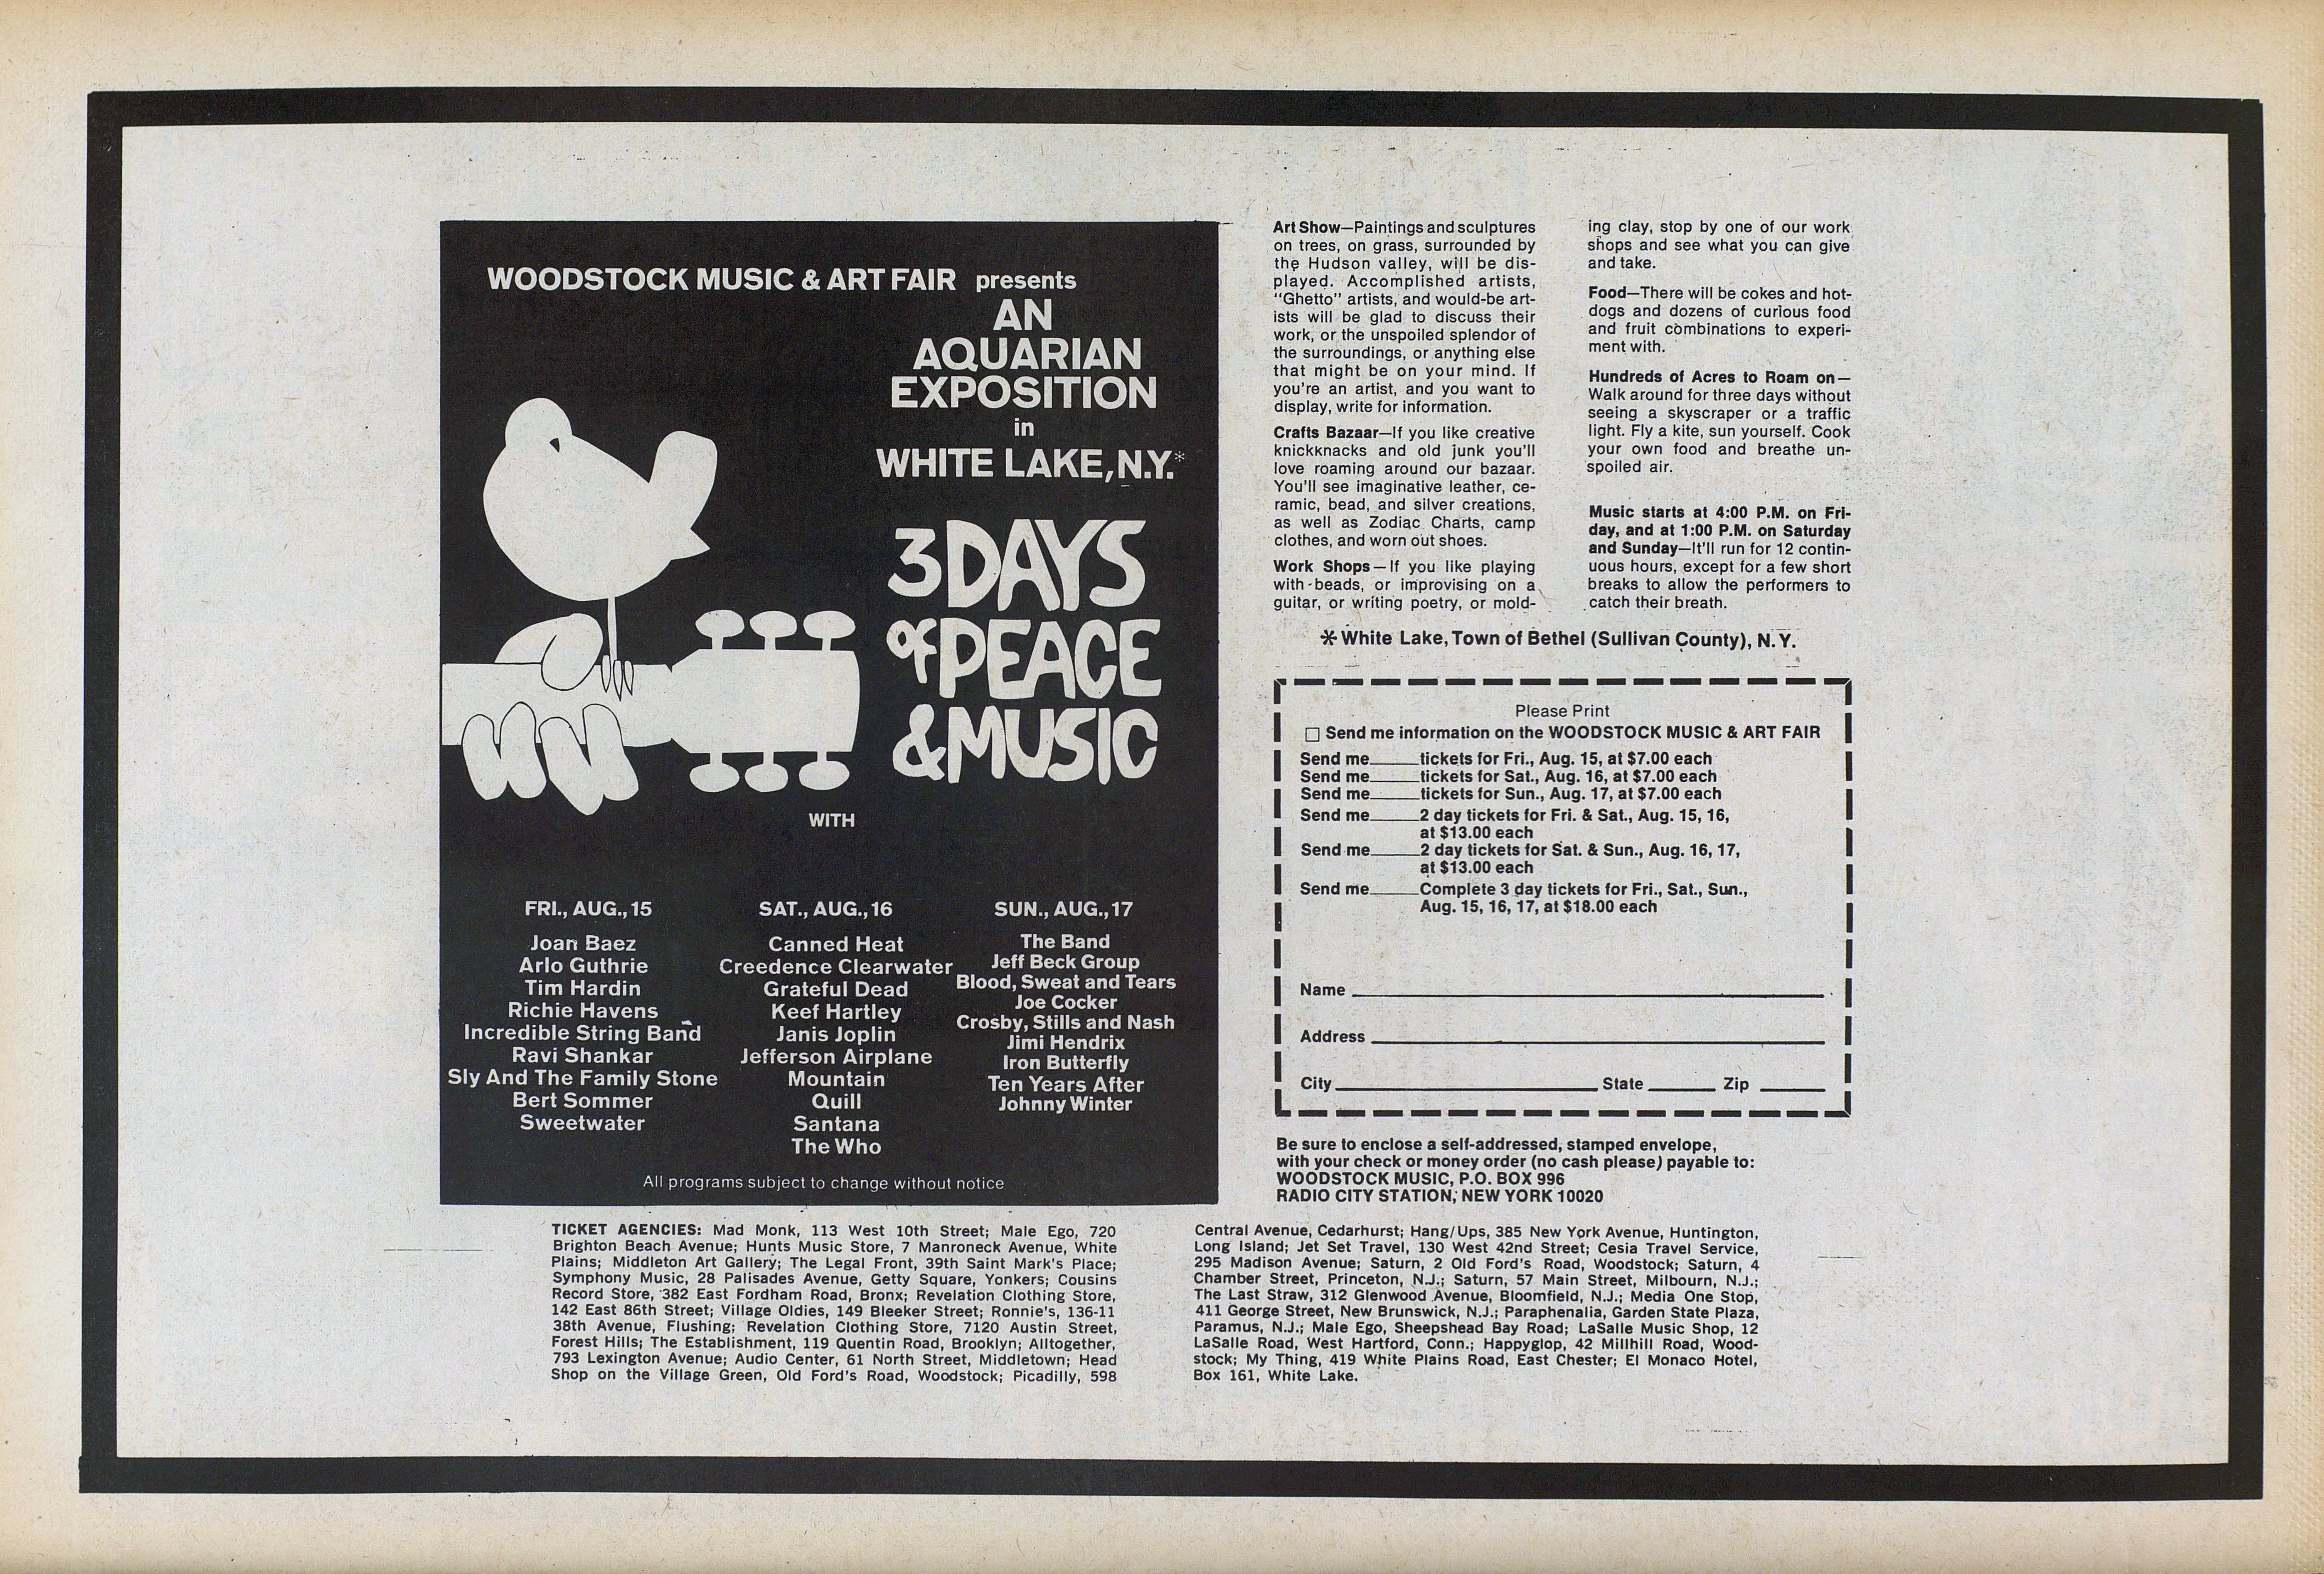 WOODSTOCK MUSIC & ART FAIR presents
AN
AQUARIAN
EXPOSITION
in
WHITE LAKE, N.Y.*
3 DAYS
of PEACE
& MUSIC
WITH
FRI., AUG., 15
Joan Baez
Arlo Guthrie
Tim Hardin
Richie Havens
Incredible String Band
Ravi Shankar
Sly And The Family Stone
Bert Sommer
Sweetwater
SAT., AUG., 16
Canned Heat
Creedence Clearwater
Grateful Dead
Keef Hartley
Janis Joplin
Jefferson Airplane
Mountain
Quill
Santana
The Who
SUN., AUG., 17
The Band
Jeff Beck Group
Blood, Sweat and Tears
Joe Cocker
Crosby, Stills and Nash
Jimi Hendrix
Iron Butterfly
Ten Years After
Johnny Winter
All programs subject to change without notice
Art Show—Paintings and sculptures
on trees, on grass, surrounded by
the Hudson valley, will be dis-
played. Accomplished artists,
"Ghetto" artists, and would-be art-
ists will be glad to discuss their
work, or the unspoiled splendor of
the surroundings, or anything else
that might be on your mind. If
you're an artist, and you want to
display, write for information.
Crafts Bazaar—If you like creative
knickknacks and old junk you'll
love roaming around our bazaar.
You'll see imaginative leather, ce-
ramic, bead, and silver creations,
as well as Zodiac Charts, camp
clothes, and worn out shoes.
Work Shops—If you like playing
with beads, or improvising on a
guitar, or writing poetry, or mold-
ing clay, stop by one of our work
shops and see what you can give
and take.
Food—There will be cokes and hot-
dogs and dozens of curious food
and fruit combinations to experi-
ment with.
Hundreds of Acres to Roam on—
Walk around for three days without
seeing a skyscraper or a traffic
light. Fly a kite, sun yourself. Cook
your own food and breathe un-
spoiled air.
Music starts at 4:00 P.M. on Fri-
day, and at 1:00 P.M. on Saturday
and Sunday—It'll run for 12 contin-
uous hours, except for a few short
breaks to allow the performers to
catch their breath.
* White Lake, Town of Bethel (Sullivan County), N.Y.
Please Print
☐ Send me information on the WOODSTOCK MUSIC & ART FAIR
Send me_____tickets for Fri., Aug. 15, at $7.00 each
Send me_____tickets for Sat., Aug. 16, at $7.00 each
Send me_____tickets for Sun., Aug. 17, at $7.00 each
Send me_____2 day tickets for Fri. & Sat., Aug. 15, 16,
at $13.00 each
Send me_____2 day tickets for Sat. & Sun., Aug. 16, 17,
at $13.00 each
Send me_____Complete 3 day tickets for Fri., Sat., Sun.,
Aug. 15, 16, 17, at $18.00 each
Name
Address
City State Zip
Be sure to enclose a self-addressed, stamped envelope,
with your check or money order (no cash please) payable to:
WOODSTOCK MUSIC, P.O. BOX 996
RADIO CITY STATION, NEW YORK 10020
TICKET AGENCIES: Mad Monk, 113 West 10th Street; Male Ego, 720
Brighton Beach Avenue; Hunts Music Store, 7 Manroneck Avenue, White
Plains; Middleton Art Gallery; The Legal Front, 39th Saint Mark's Place;
Symphony Music, 28 Palisades Avenue, Getty Square, Yonkers; Cousins
Record Store, 382 East Fordham Road, Bronx; Revelation Clothing Store,
142 East 86th Street; Village Oldies, 149 Bleeker Street; Ronnie's, 136-11
38th Avenue, Flushing; Revelation Clothing Store, 7120 Austin Street,
Forest Hills; The Establishment, 119 Quentin Road, Brooklyn; Alltogether,
793 Lexington Avenue; Audio Center, 61 North Street, Middletown; Head
Shop on the Village Green, Old Ford's Road, Woodstock; Picadilly, 598
Central Avenue, Cedarhurst; Hang/Ups, 385 New York Avenue, Huntington,
Long Island; Jet Set Travel, 130 West 42nd Street; Cesia Travel Service,
295 Madison Avenue; Saturn, 2 Old Ford's Road, Woodstock; Saturn, 4
Chamber Street, Princeton, N.J.; Saturn, 57 Main Street, Milbourn, N.J.;
The Last Straw, 312 Glenwood Avenue, Bloomfield, N.J.; Media One Stop,
411 George Street, New Brunswick, N.J.; Paraphenalia, Garden State Plaza,
Paramus, N.J.; Male Ego, Sheepshead Bay Road; LaSalle Music Shop, 12
LaSalle Road, West Hartford, Conn.; Happyglop, 42 Millhill Road, Wood-
stock; My Thing, 419 White Plains Road, East Chester; El Monaco Hotel,
Box 161, White Lake.